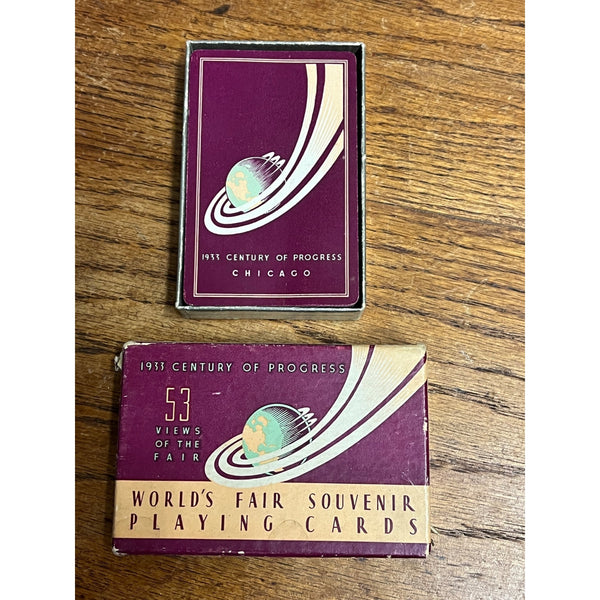 1933 CENTURY OF PROGRESS
CHICAGO
1933 CENTURY OF PROGRESS
53
VIEWS
OF THE
FAIR
WORLD'S FAIR SOUVENIR
PLAYING CARDS